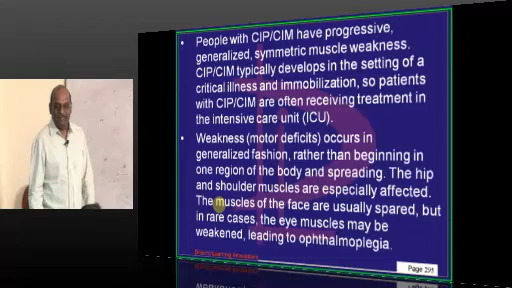 • People with CIP/CIM have progressive,
generalized, symmetric muscle weakness.
CIP/CIM typically develops in the setting of a
critical illness and immobilization, so patients
with CIP/CIM are often receiving treatment in
the intensive care unit (ICU).
• Weakness (motor deficits) occurs in
generalized fashion, rather than beginning in
one region of the body and spreading. The hip
and shoulder muscles are especially affected.
The muscles of the face are usually spared, but
in rare cases, the eye muscles may be
weakened, leading to ophthalmoplegia.
Page 291